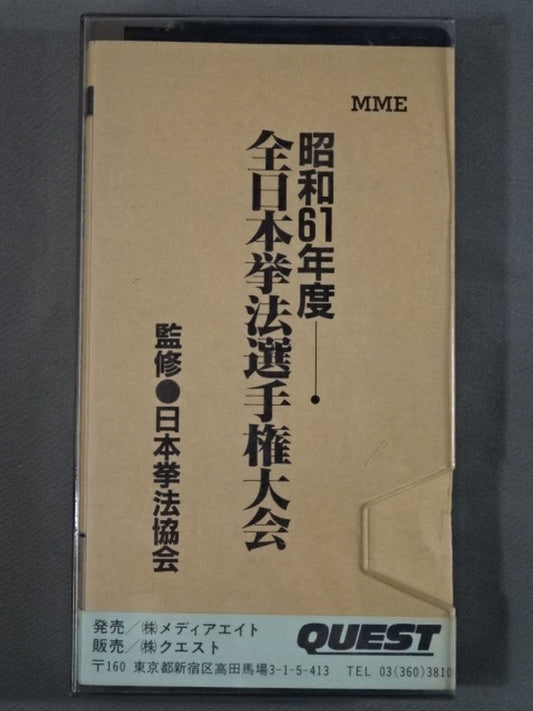 MME
昭和61年度
全日本拳法選手権大会
監修●日本拳法協会
発売／㈱メディアエイト
販売／㈱クエスト
〒160 東京都新宿区高田馬場3-1-5-413 TEL 03(360)3810
QUEST